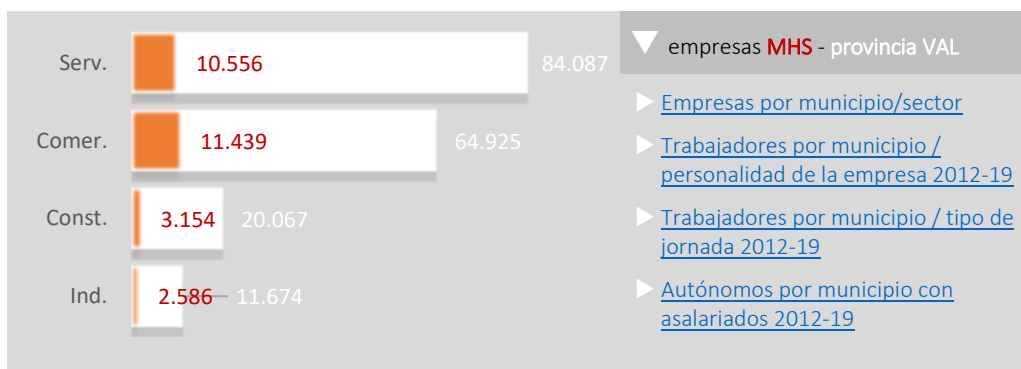 Serv.
10.556
84.087
Comer.
11.439
64.925
Const.
3.154
20.067
Ind.
2.586
11.674
empresas MHS - provincia VAL
Empresas por municipio/sector
Trabajadores por municipio /
personalidad de la empresa 2012-19
Trabajadores por municipio / tipo de
jornada 2012-19
Autónomos por municipio con
asalariados 2012-19